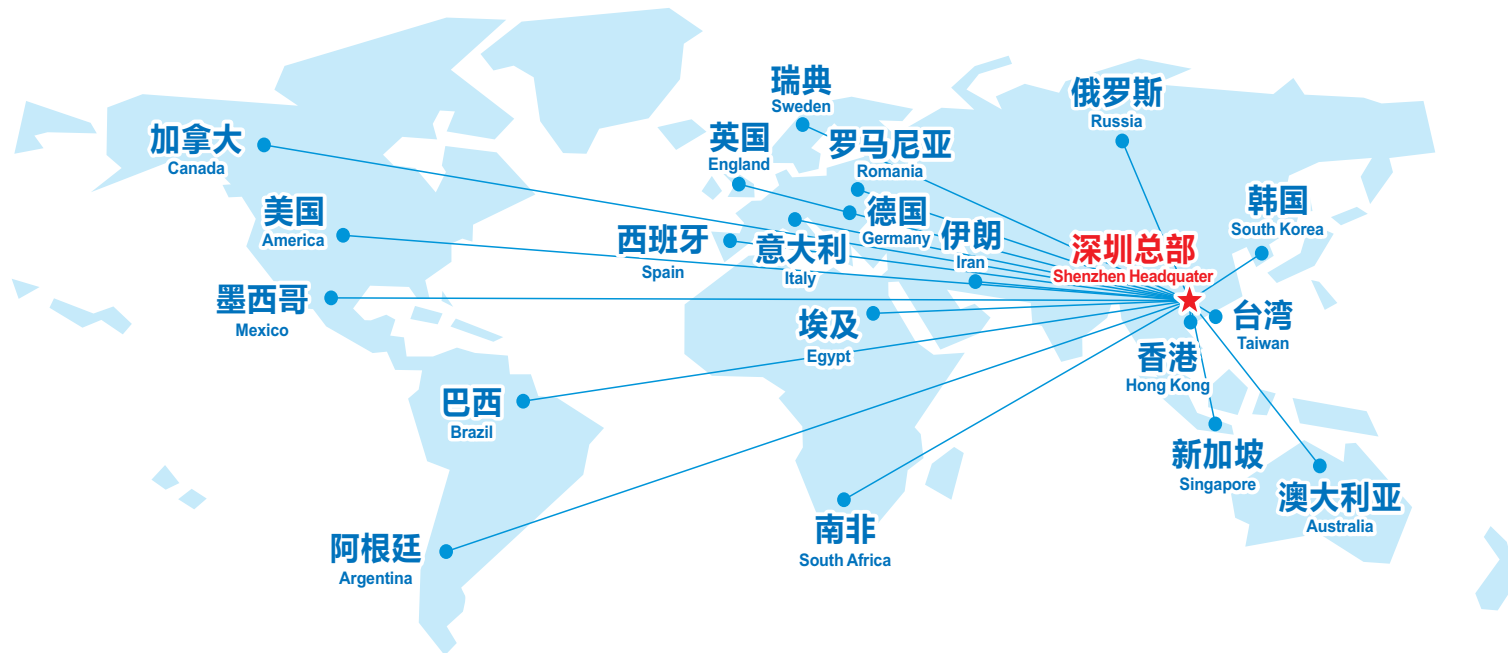 瑞典
Sweden
俄罗斯
Russia
加拿大
Canada
英国
England
罗马尼亚
Romania
美国
America
德国
Germany
韩国
South Korea
西班牙
Spain
意大利
Italy
伊朗
Iran
深圳总部
Shenzhen Headquater
墨西哥
Mexico
埃及
Egypt
台湾
Taiwan
香港
Hong Kong
巴西
Brazil
新加坡
Singapore
澳大利亚
Australia
南非
South Africa
阿根廷
Argentina